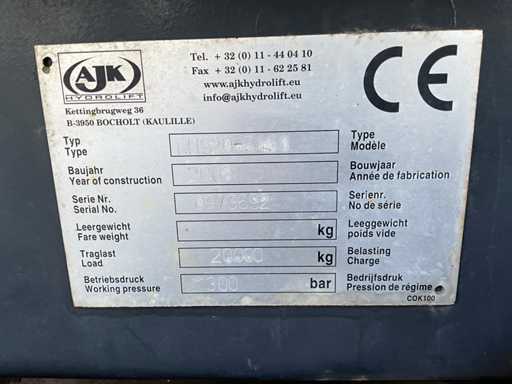 AJK
HYDROLIFT
Kettingbrugweg 36
B-3950 BOCHOLT (KAULILLE)
Tel. + 32 (0) 11 - 44 04 10
Fax + 32 (0) 11 - 62 25 81
www.ajkhydrolift.eu
info@ajkhydrolift.eu
CE
Typ Type
Type Modèle
Baujahr Bouwjaar
Year of construction Année de fabrication
Serie Nr. Serienr.
Serial No. No de série
Leergewicht kg Leeggewicht
Fare weight poids vide
Traglast 20000 kg Belasting
Load Charge
Betriebsdruck 300 bar Bedrijfsdruk
Working pressure Pression de régime
COK100